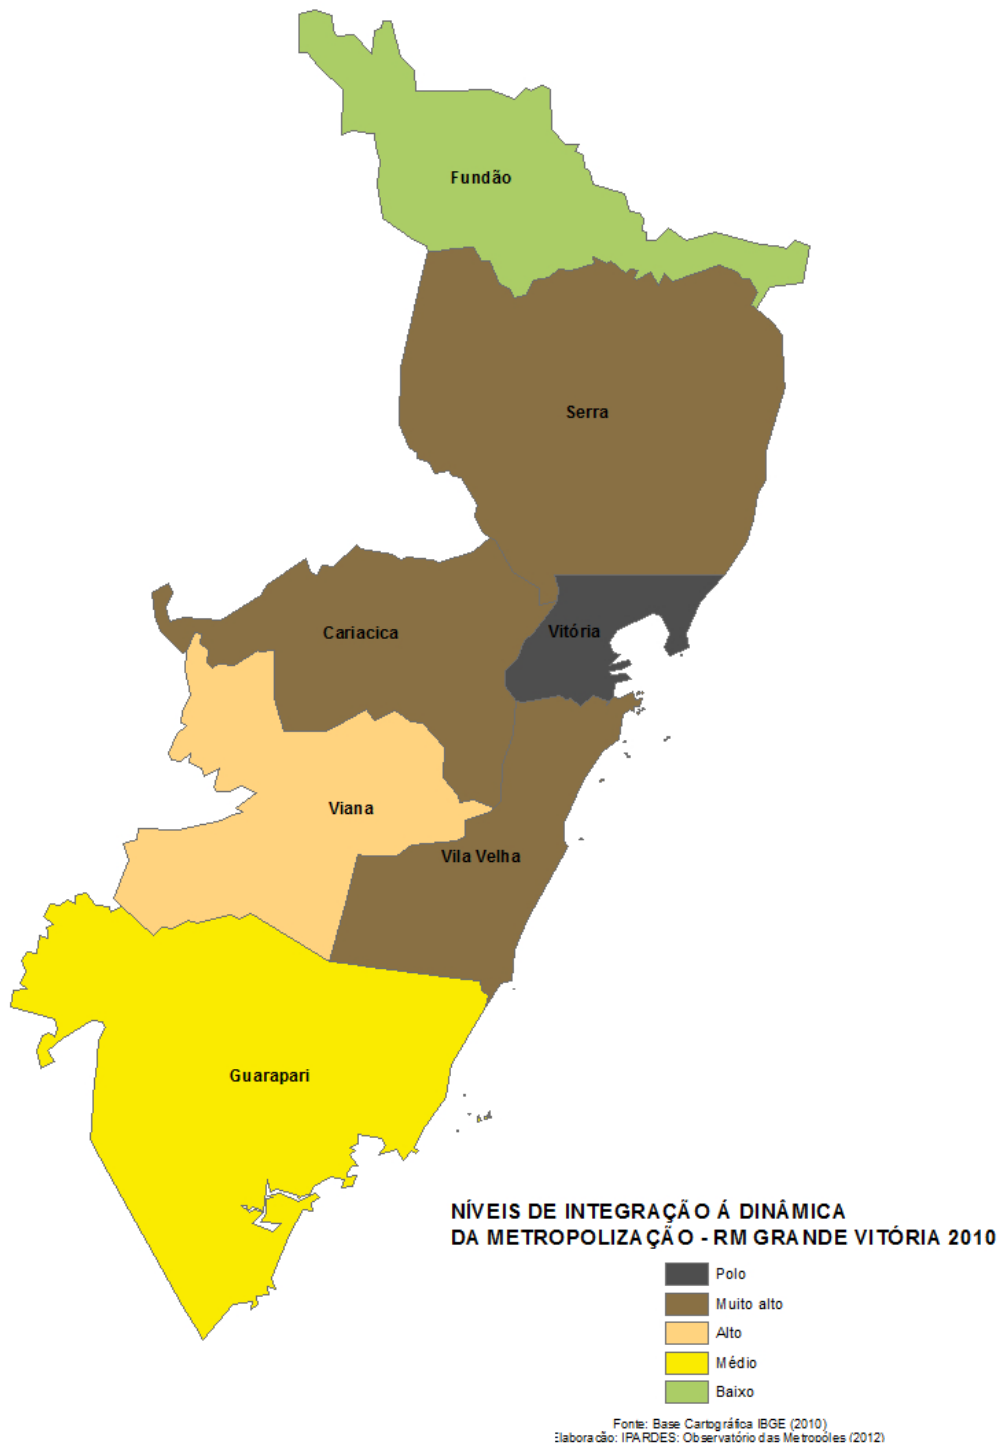 Fundão
Serra
Cariacica
Vitória
Viana
Vila Velha
Guarapari
NÍVEIS DE INTEGRAÇÃO Á DINÂMICA
DA METROPOLIZAÇÃO - RM GRANDE VITÓRIA 2010
Polo
Muito alto
Alto
Médio
Baixo
Fonte: Base Cartográfica IBGE (2010)
Elaboração: IPARDES: Observatório das Metropóles (2012)